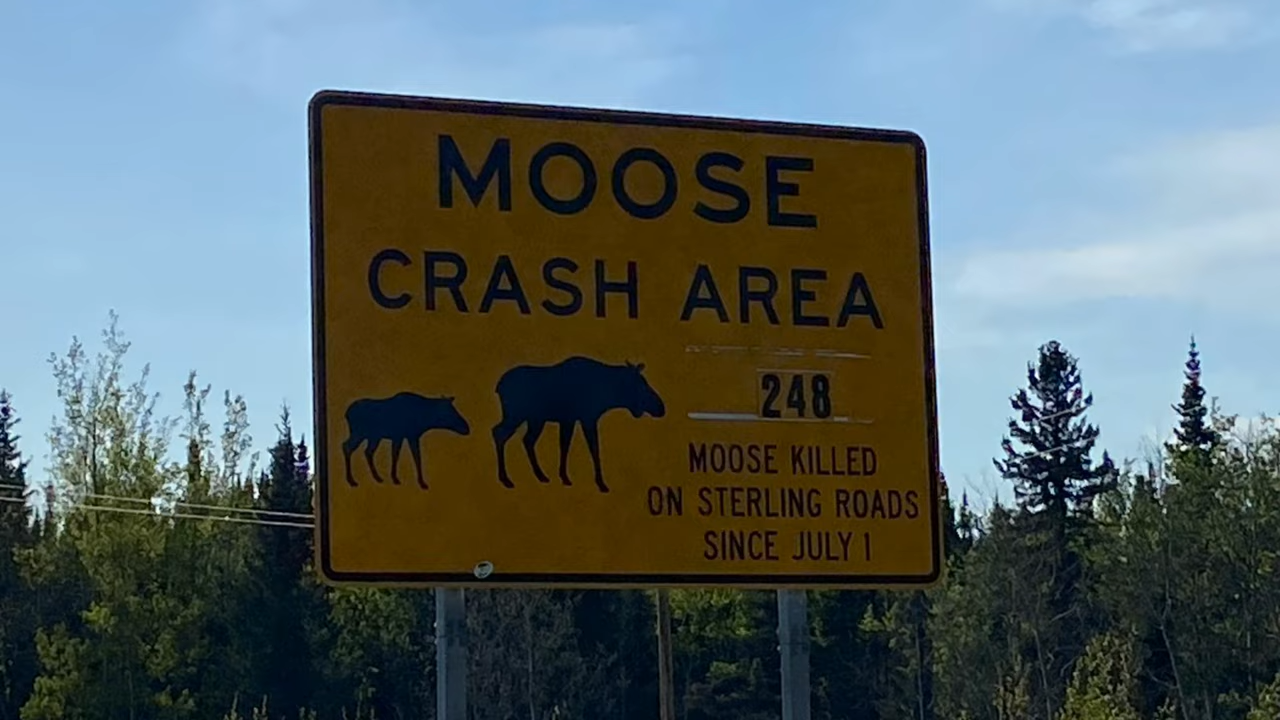 MOOSE
CRASH AREA
248
MOOSE KILLED
ON STERLING ROADS
SINCE JULY 1